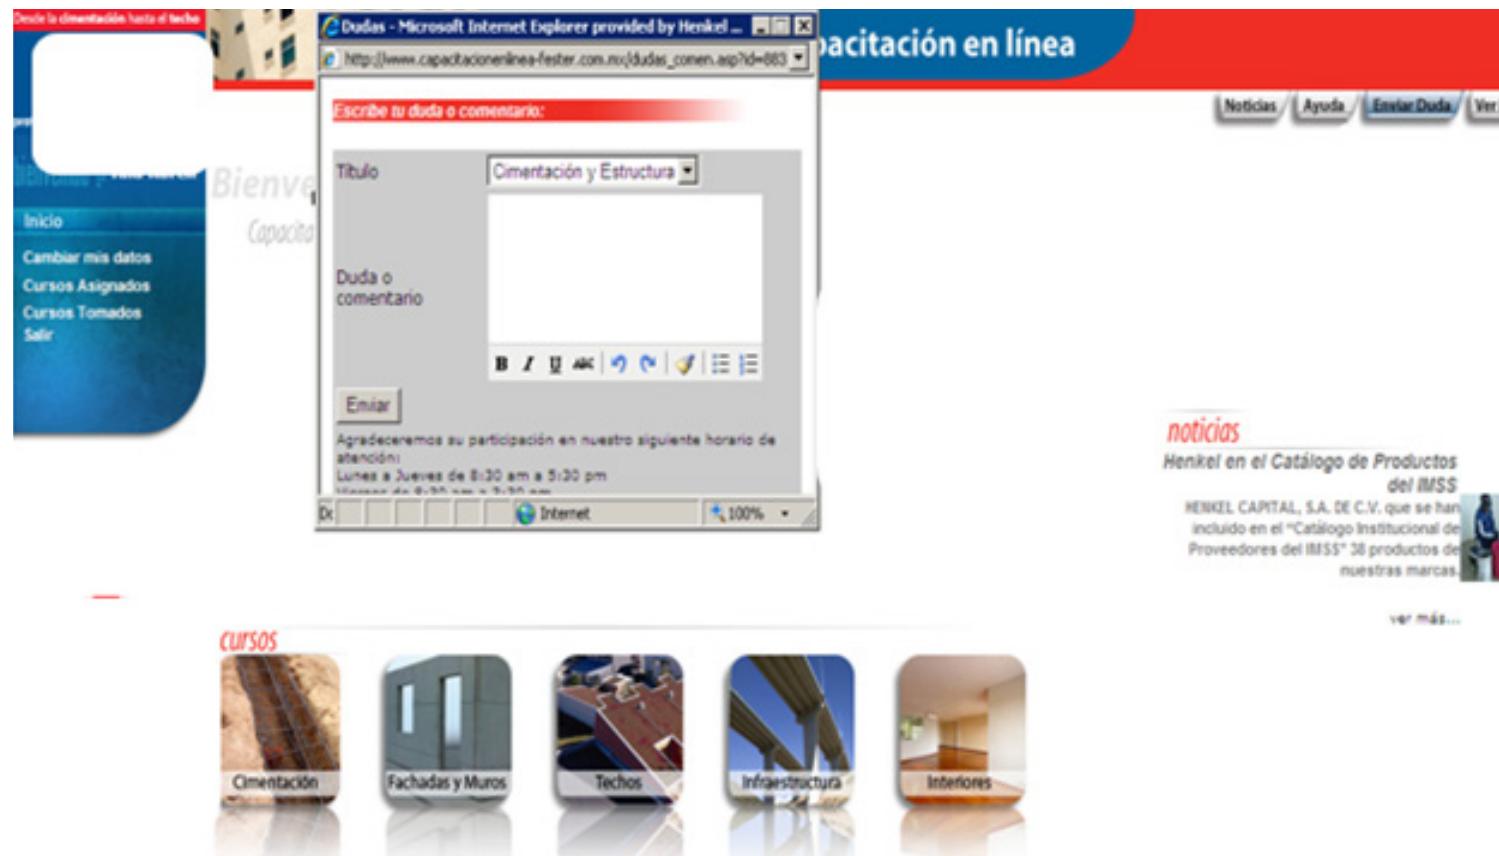 Desde la cimentación hasta el techo
Dudas - Microsoft Internet Explorer provided by Henkel ...
http://www.capacitacionenlinea-fester.com.mx/dudas_comen.asp?id=883
pacitación en línea
Noticias
Ayuda
Enviar Duda
Ver
Escribe tu duda o comentario:
Título
Cimentación y Estructura
Bienve
Capacita
Inicio
Cambiar mis datos
Cursos Asignados
Cursos Tomados
Salir
Duda o
comentario
B I U ABC
Enviar
Agradeceremos su participación en nuestro siguiente horario de
atención:
Lunes a Jueves de 8:30 am a 5:30 pm
Internet
100%
noticias
Henkel en el Catálogo de Productos
del IMSS
HENKEL CAPITAL, S.A. DE C.V. que se han
incluido en el "Catálogo Institucional de
Proveedores del IMSS" 38 productos de
nuestras marcas.
ver más...
cursos
Cimentación
Fachadas y Muros
Techos
Infraestructura
Interiores